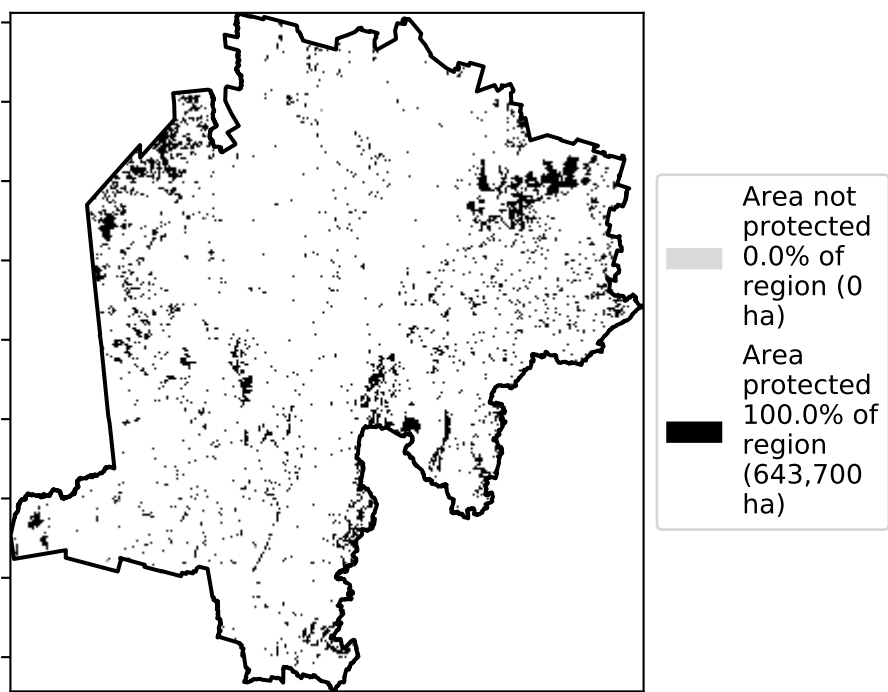 Area not
protected
0.0% of
region (0
ha)
Area
protected
100.0% of
region
(643,700
ha)